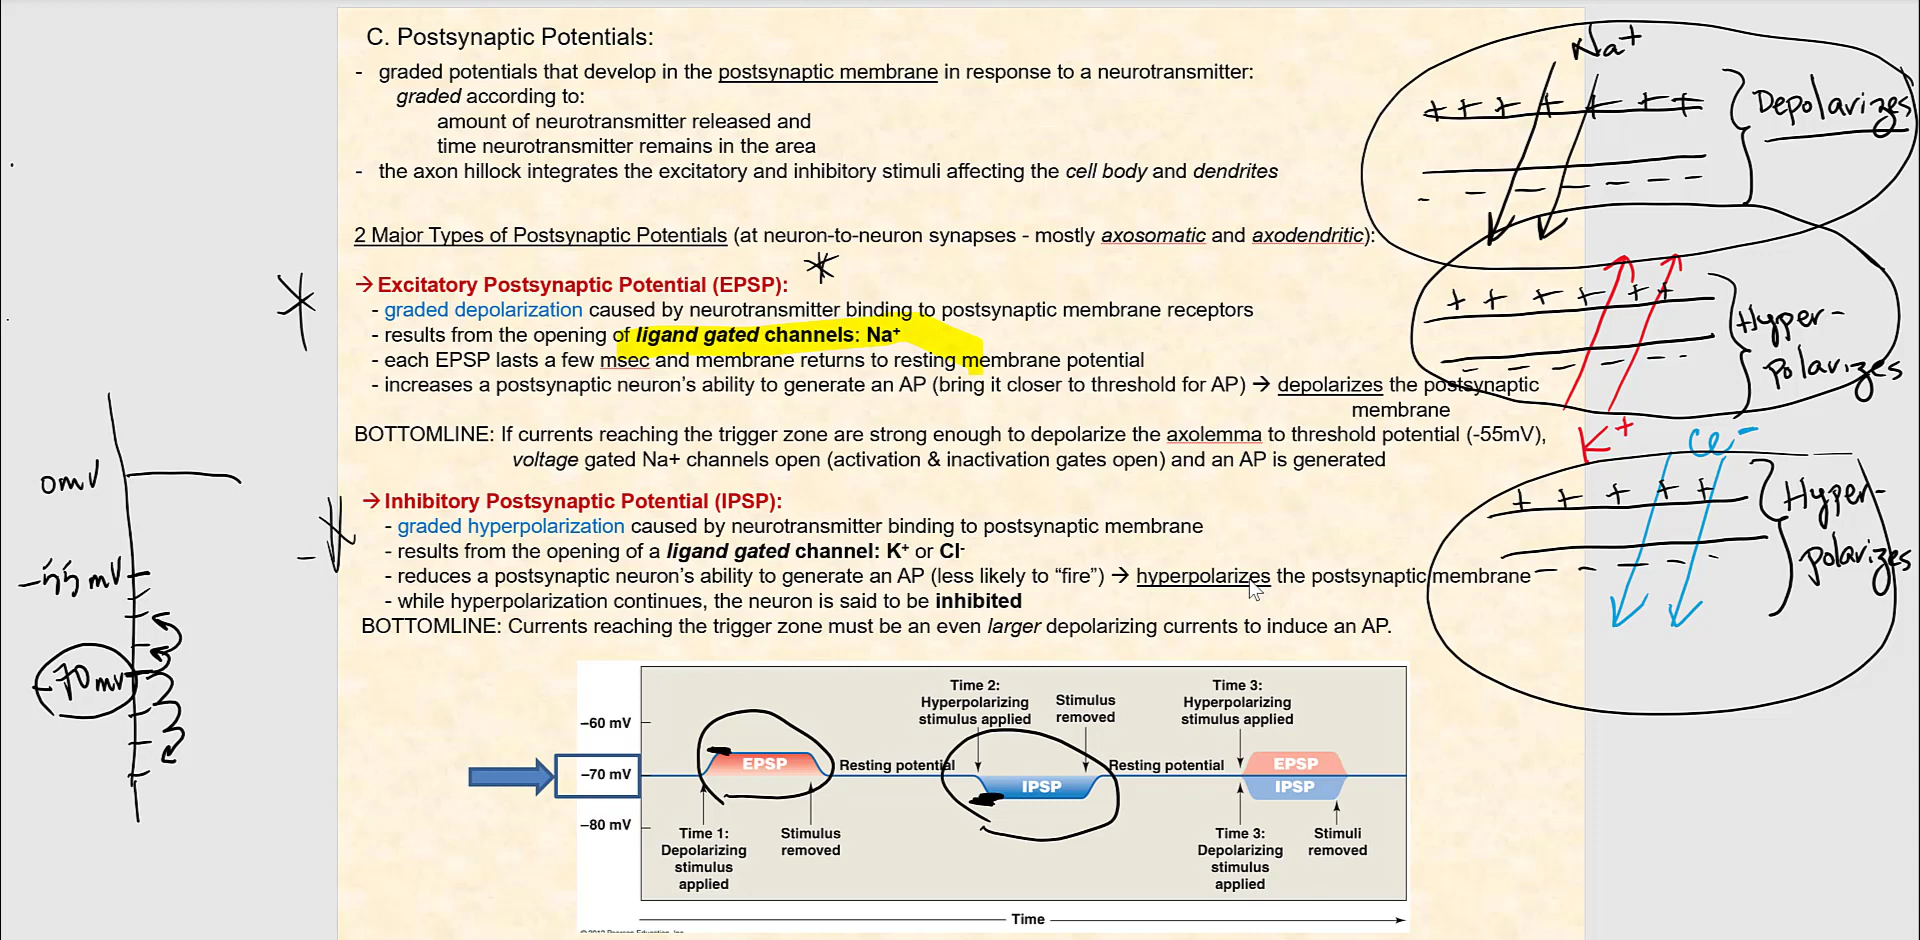 C. Postsynaptic Potentials:
- graded potentials that develop in the postsynaptic membrane in response to a neurotransmitter:
graded according to:
amount of neurotransmitter released and
time neurotransmitter remains in the area
- the axon hillock integrates the excitatory and inhibitory stimuli affecting the cell body and dendrites
2 Major Types of Postsynaptic Potentials (at neuron-to-neuron synapses - mostly axosomatic and axodendritic):
→ Excitatory Postsynaptic Potential (EPSP):
- graded depolarization caused by neurotransmitter binding to postsynaptic membrane receptors
- results from the opening of ligand gated channels: Na⁺
- each EPSP lasts a few msec and membrane returns to resting membrane potential
- increases a postsynaptic neuron's ability to generate an AP (bring it closer to threshold for AP) → depolarizes the postsynaptic
membrane
BOTTOMLINE: If currents reaching the trigger zone are strong enough to depolarize the axolemma to threshold potential (-55mV),
voltage gated Na+ channels open (activation & inactivation gates open) and an AP is generated
→ Inhibitory Postsynaptic Potential (IPSP):
- graded hyperpolarization caused by neurotransmitter binding to postsynaptic membrane
- results from the opening of a ligand gated channel: K⁺ or Cl⁻
- reduces a postsynaptic neuron's ability to generate an AP (less likely to "fire") → hyperpolarizes the postsynaptic membrane
- while hyperpolarization continues, the neuron is said to be inhibited
BOTTOMLINE: Currents reaching the trigger zone must be an even larger depolarizing currents to induce an AP.
Na⁺
+ + + + + + +
Depolarizes
- - - - - - -
+ + + + + +
Hyper-
polarizes
K⁺
Cl⁻
+ + + + +
Hyper-
polarizes
0mV
-55mV
-70mV
Time 2:
Hyperpolarizing
stimulus applied
Stimulus
removed
Time 3:
Hyperpolarizing
stimulus applied
–60 mV
–70 mV
–80 mV
EPSP
Resting potential
IPSP
Resting potential
EPSP
IPSP
Time 1:
Depolarizing
stimulus
applied
Stimulus
removed
Time 3:
Depolarizing
stimulus
applied
Stimuli
removed
Time